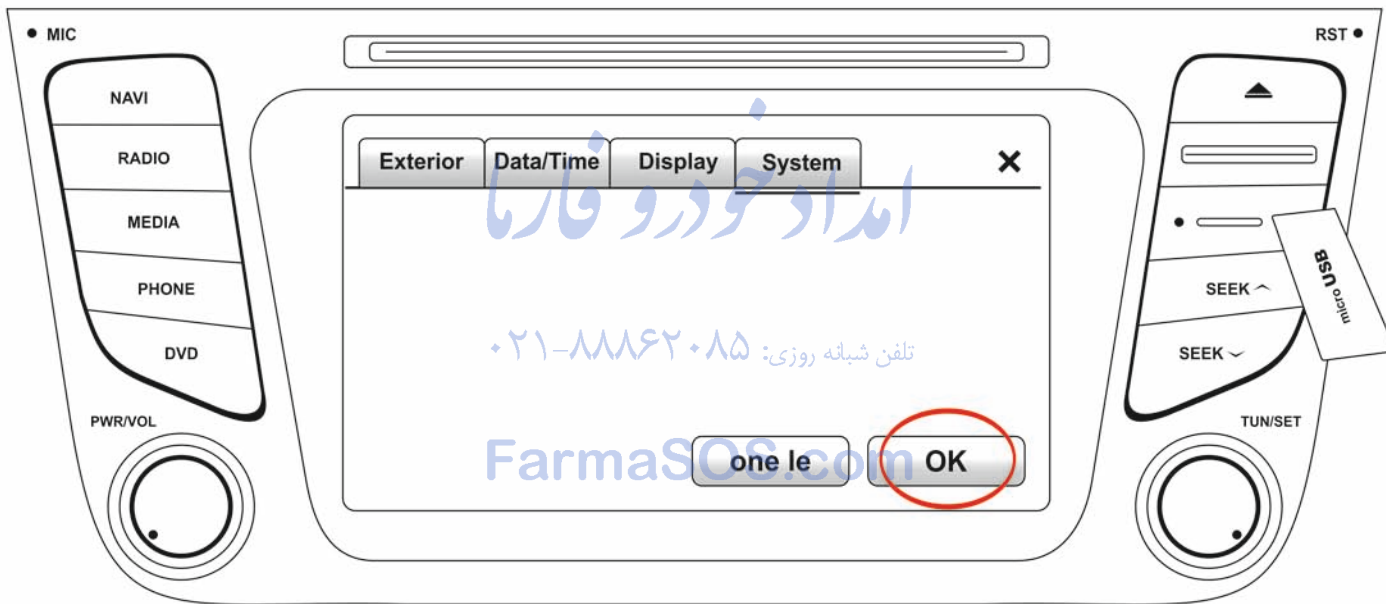 MIC
RST
NAVI
RADIO
MEDIA
PHONE
DVD
PWR/VOL
Exterior Data/Time Display System ×
امداد خودرو فارما
تلفن شبانه روزی: ۰۲۱-۸۸۸۶۲۰۸۵
FarmaSOS.com
one le OK
micro USB
SEEK
SEEK
TUN/SET